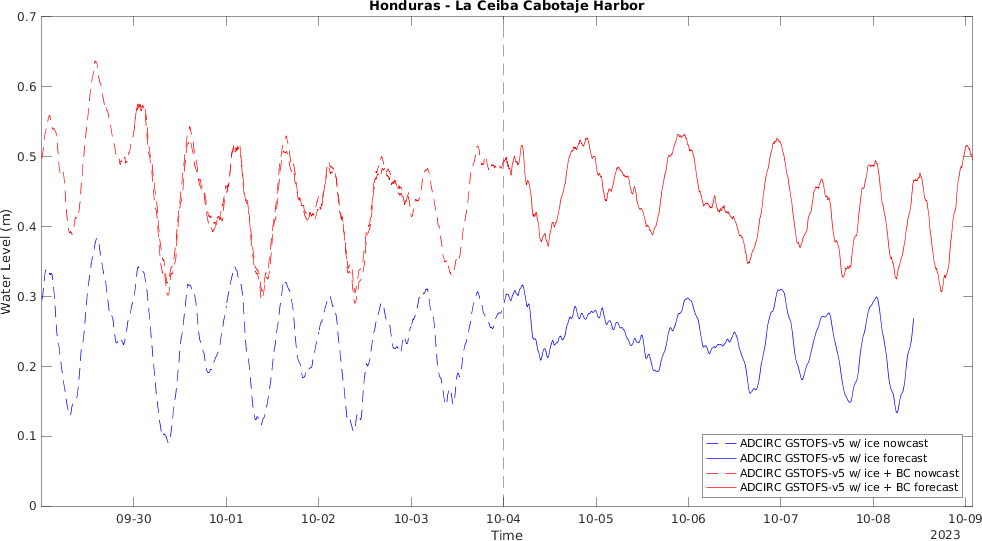 Honduras - La Ceiba Cabotaje Harbor
0.7
0.6
0.5
0.4
0.3
0.2
0.1
0
Water Level (m)
ADCIRC GSTOFS-v5 w/ ice nowcast
ADCIRC GSTOFS-v5 w/ ice forecast
ADCIRC GSTOFS-v5 w/ ice + BC nowcast
ADCIRC GSTOFS-v5 w/ ice + BC forecast
09-30 10-01 10-02 10-03 10-04 10-05 10-06 10-07 10-08 10-09
Time 2023